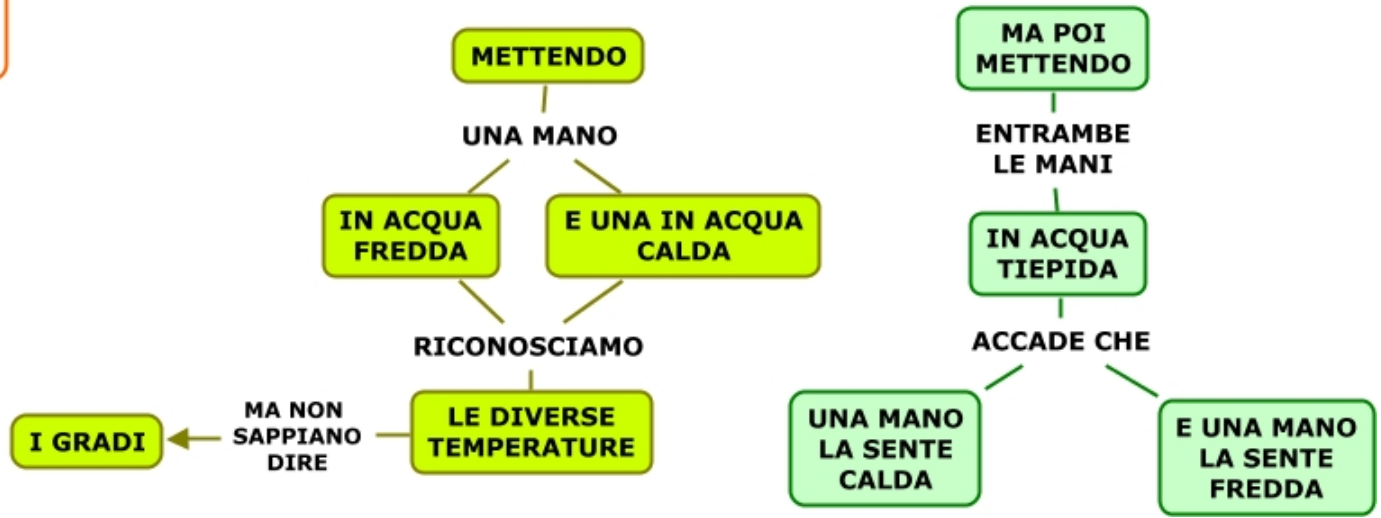 METTENDO
UNA MANO
IN ACQUA
FREDDA
E UNA IN ACQUA
CALDA
RICONOSCIAMO
LE DIVERSE
TEMPERATURE
MA NON
SAPPIANO
DIRE
I GRADI
MA POI
METTENDO
ENTRAMBE
LE MANI
IN ACQUA
TIEPIDA
ACCADE CHE
UNA MANO
LA SENTE
CALDA
E UNA MANO
LA SENTE
FREDDA